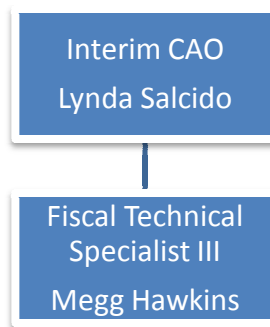 Interim CAO
Lynda Salcido
Fiscal Technical
Specialist III
Megg Hawkins